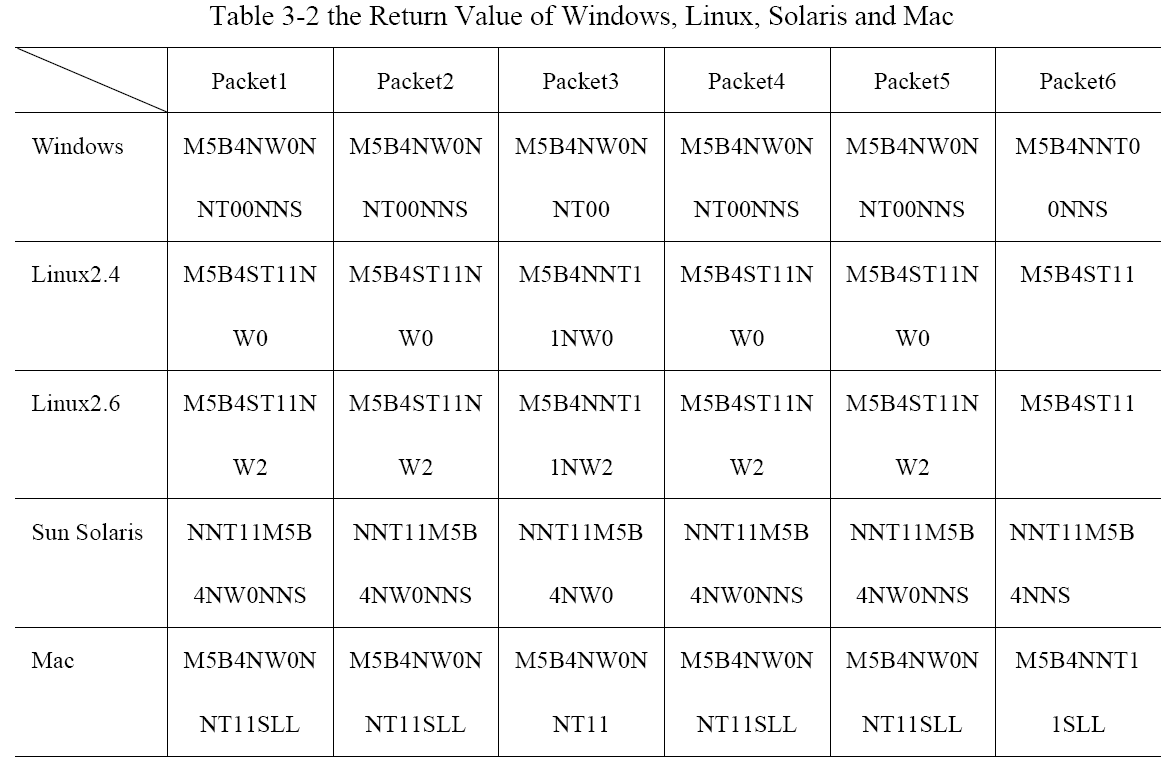 Table 3-2 the Return Value of Windows, Linux, Solaris and Mac
Packet1 Packet2 Packet3 Packet4 Packet5 Packet6
Windows M5B4NW0N M5B4NW0N M5B4NW0N M5B4NW0N M5B4NW0N M5B4NNT0
NT00NNS NT00NNS NT00 NT00NNS NT00NNS 0NNS
Linux2.4 M5B4ST11N M5B4ST11N M5B4NNT1 M5B4ST11N M5B4ST11N M5B4ST11
W0 W0 1NW0 W0 W0
Linux2.6 M5B4ST11N M5B4ST11N M5B4NNT1 M5B4ST11N M5B4ST11N M5B4ST11
W2 W2 1NW2 W2 W2
Sun Solaris NNT11M5B NNT11M5B NNT11M5B NNT11M5B NNT11M5B NNT11M5B
4NW0NNS 4NW0NNS 4NW0 4NW0NNS 4NW0NNS 4NNS
Mac M5B4NW0N M5B4NW0N M5B4NW0N M5B4NW0N M5B4NW0N M5B4NNT1
NT11SLL NT11SLL NT11 NT11SLL NT11SLL 1SLL